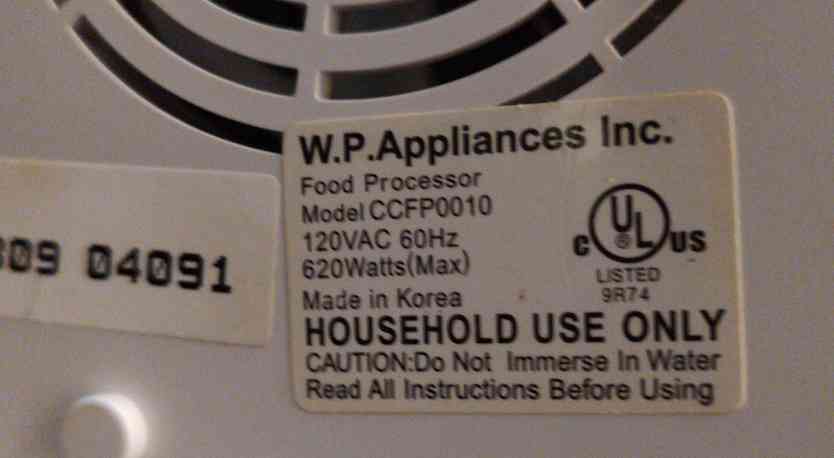 W.P.Appliances Inc.
Food Processor
Model CCFP0010
120VAC 60Hz
620Watts(Max)
Made in Korea
C UL ® US
LISTED
9R74
HOUSEHOLD USE ONLY
CAUTION:Do Not Immerse In Water
Read All Instructions Before Using
09 04091